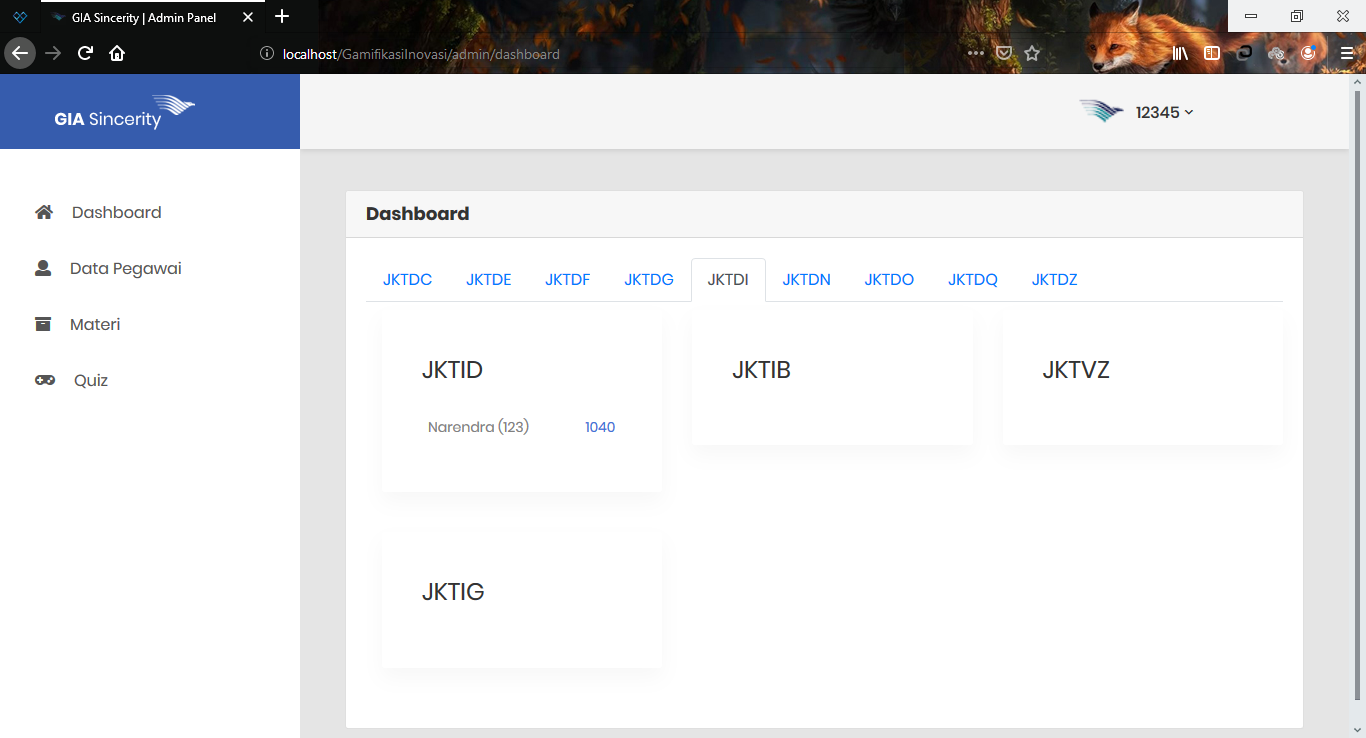 GIA Sincerity | Admin Panel
localhost/GamifikasiInovasi/admin/dashboard
GIA Sincerity
12345
Dashboard
Data Pegawai
Materi
Quiz
Dashboard
JKTDC JKTDE JKTDF JKTDG JKTDI JKTDN JKTDO JKTDQ JKTDZ
JKTID JKTIB JKTVZ
Narendra (123) 1040
JKTIG